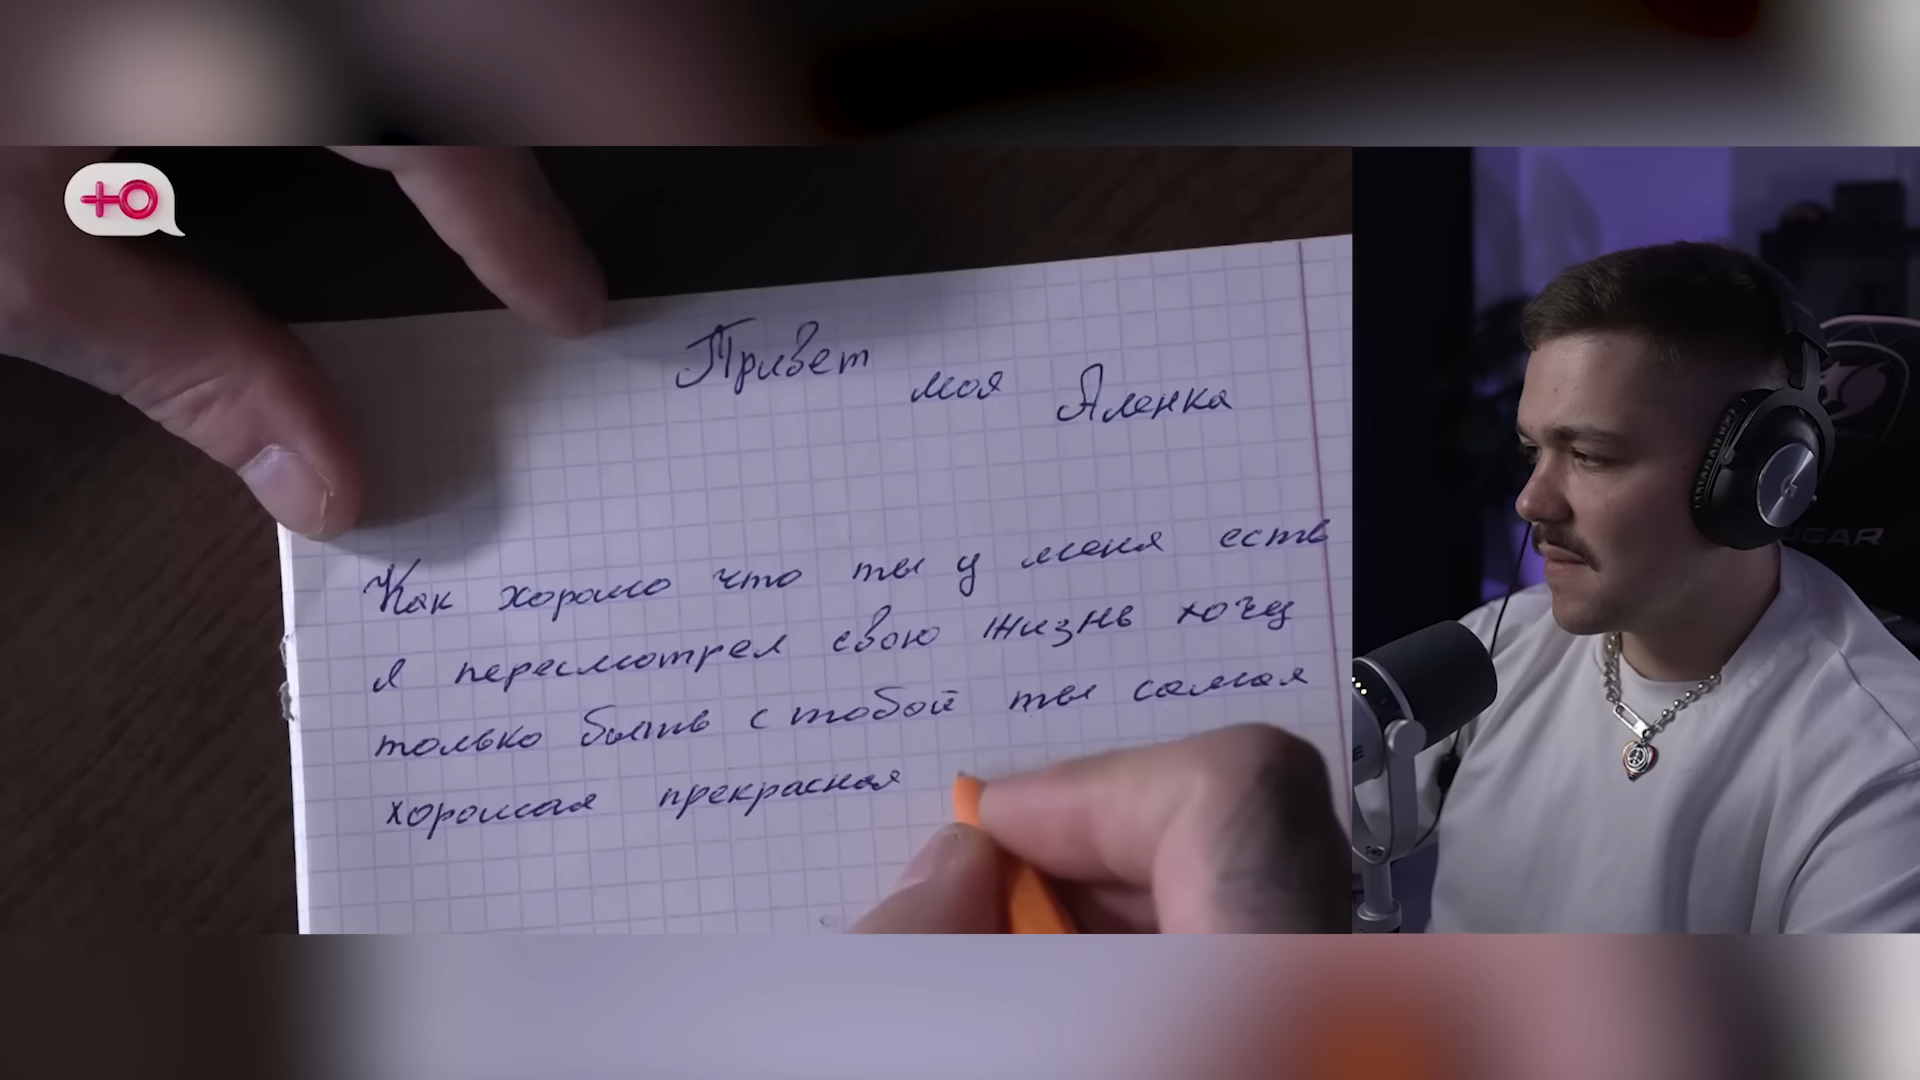 Ю
Привет моя Аленка
Как хорошо что ты у меня есть
я пересмотрел свою жизнь хочу
только быть с тобой ты самая
хорошая прекрасная
UGAR